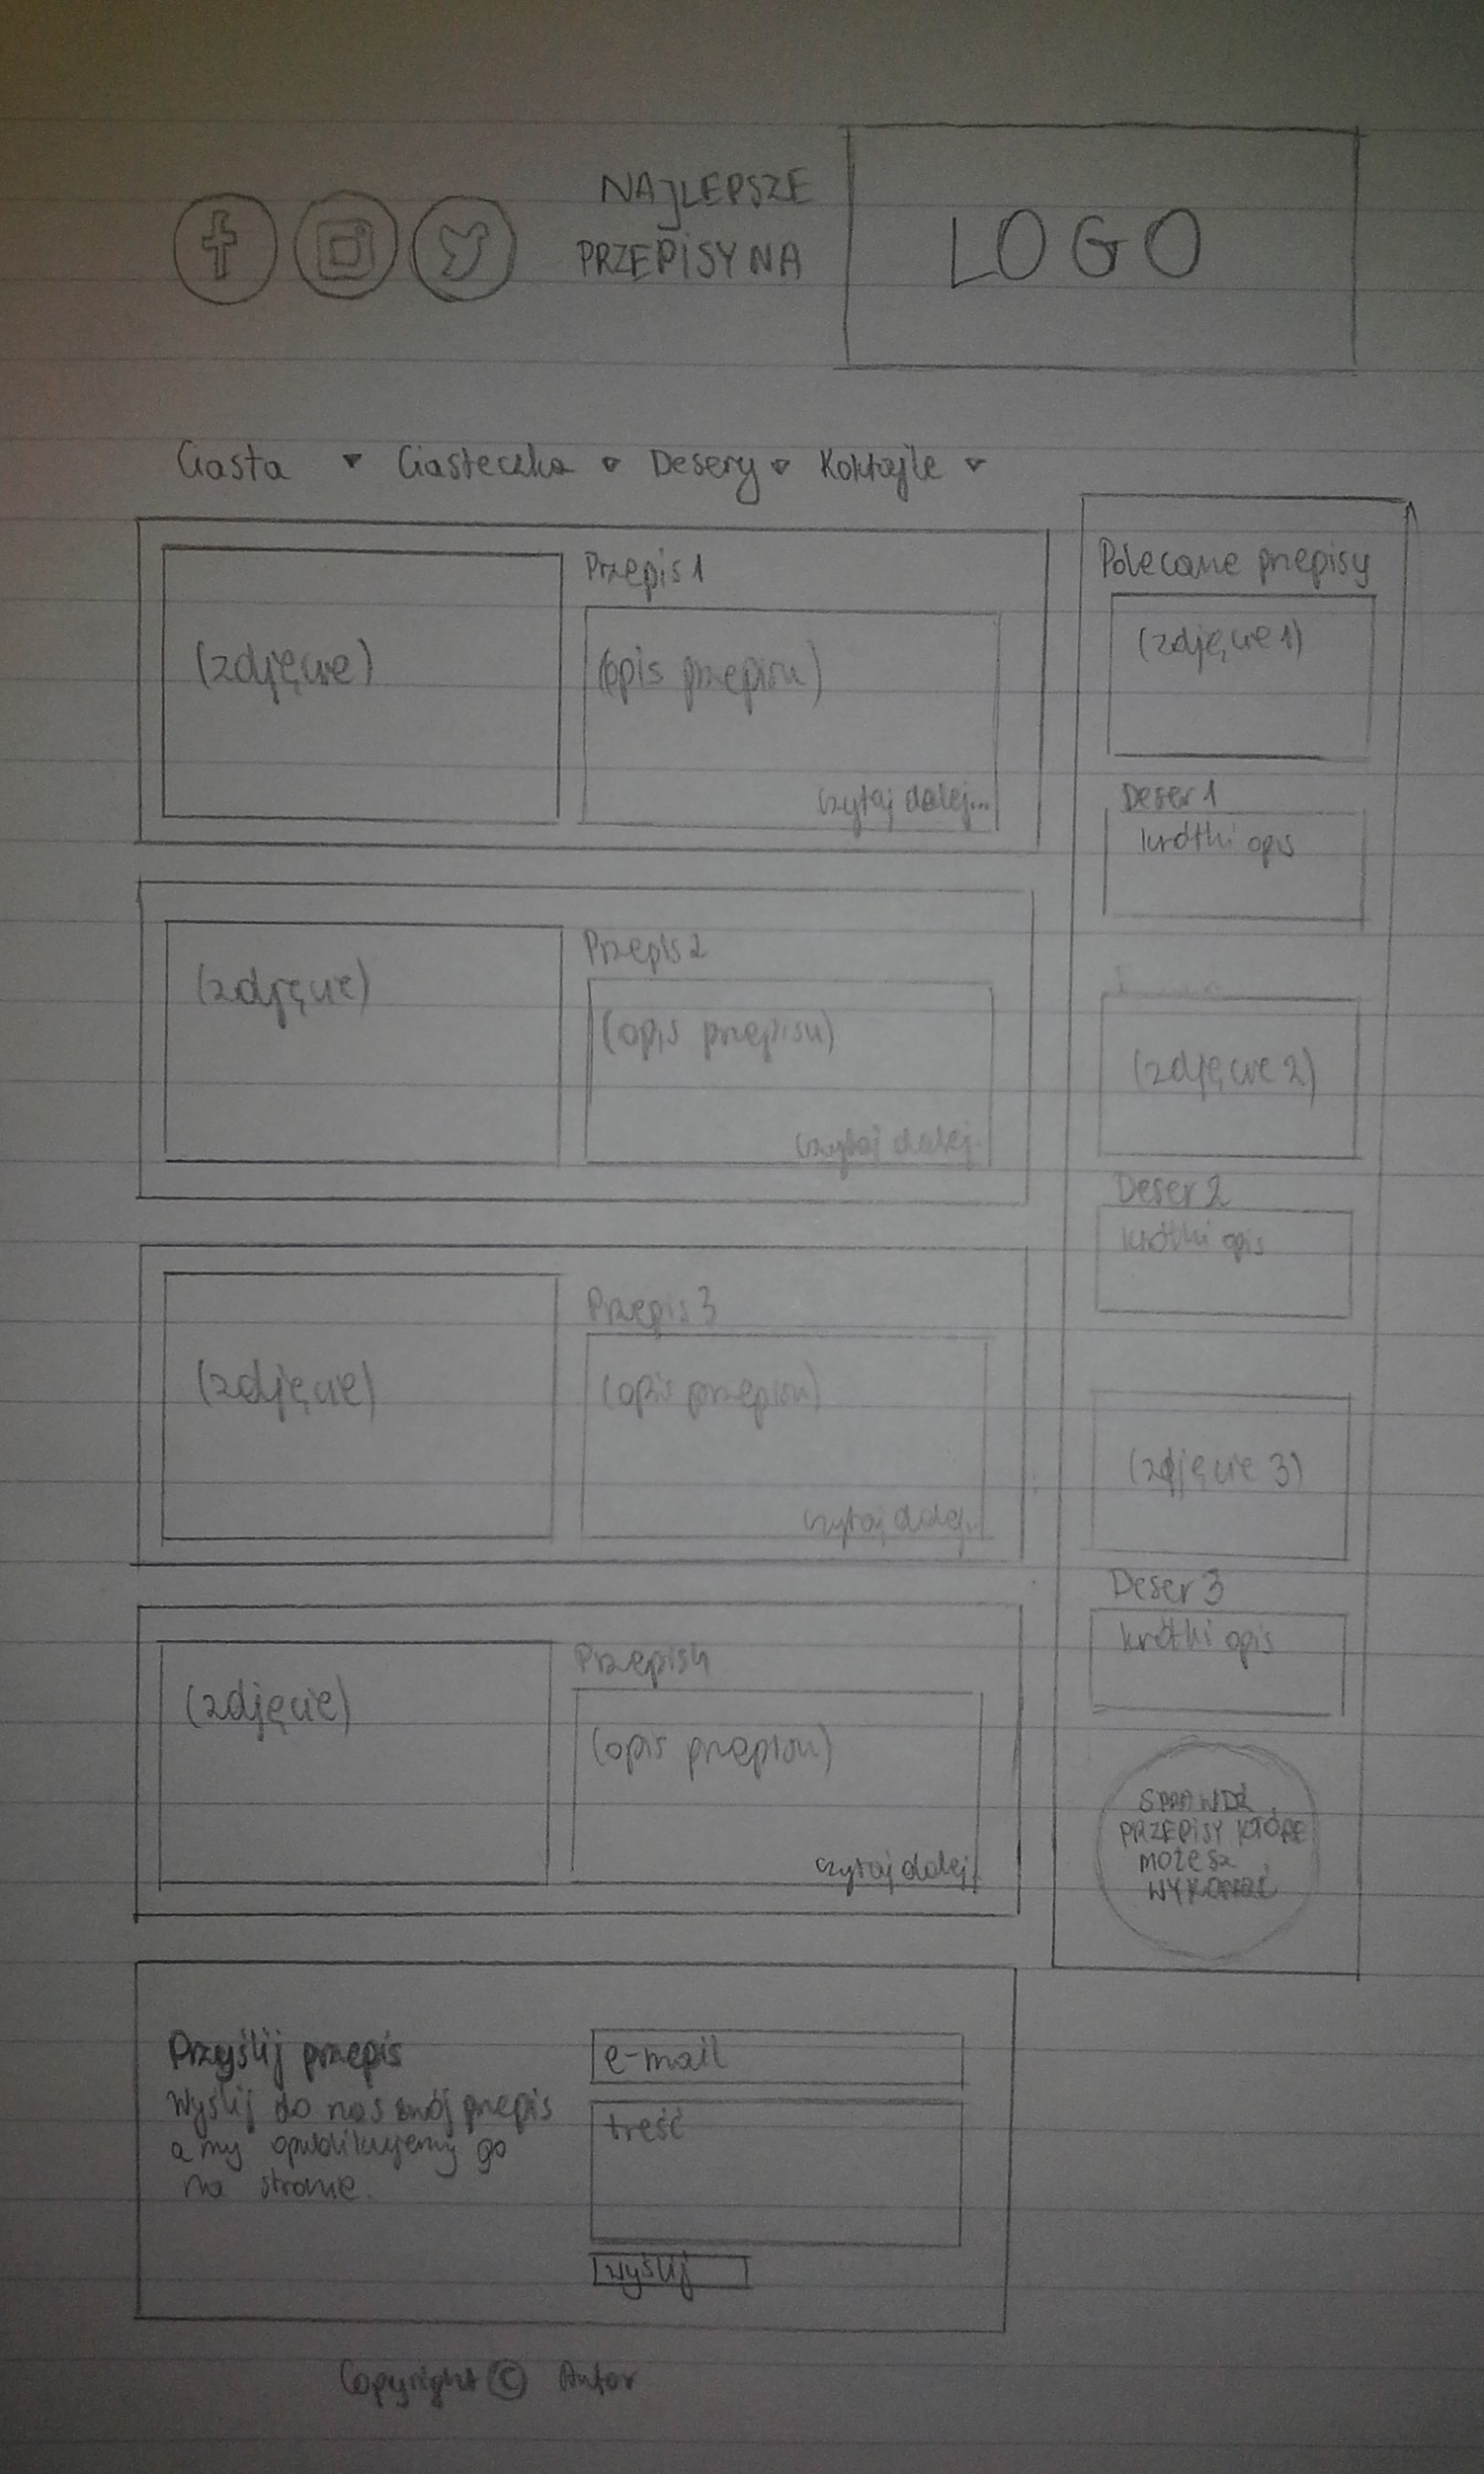 NAJLEPSZE
PRZEPISY NA
LOGO
Ciasta Ciasteczka Desery Koktajle
Przepis 1
(zdjęcie)
(opis przepisu)
czytaj dalej...
Przepis 2
(zdjęcie)
(opis przepisu)
czytaj dalej..
Przepis 3
(zdjęcie)
(opis przepisu)
czytaj dalej..
Przepis 4
(zdjęcie)
(opis przepisu)
czytaj dalej
Polecane przepisy
(zdjęcie 1)
Deser 1
krótki opis
(zdjęcie 2)
Deser 2
krótki opis
(zdjęcie 3)
Deser 3
krótki opis
SPRAWDŹ
PRZEPISY KTÓRE
MOŻESZ
WYKONAĆ
Przyślij przepis
Wyślij do nas swój przepis
a my opublikujemy go
na stronie.
e-mail
treść
wyślij
Copyright © Autor